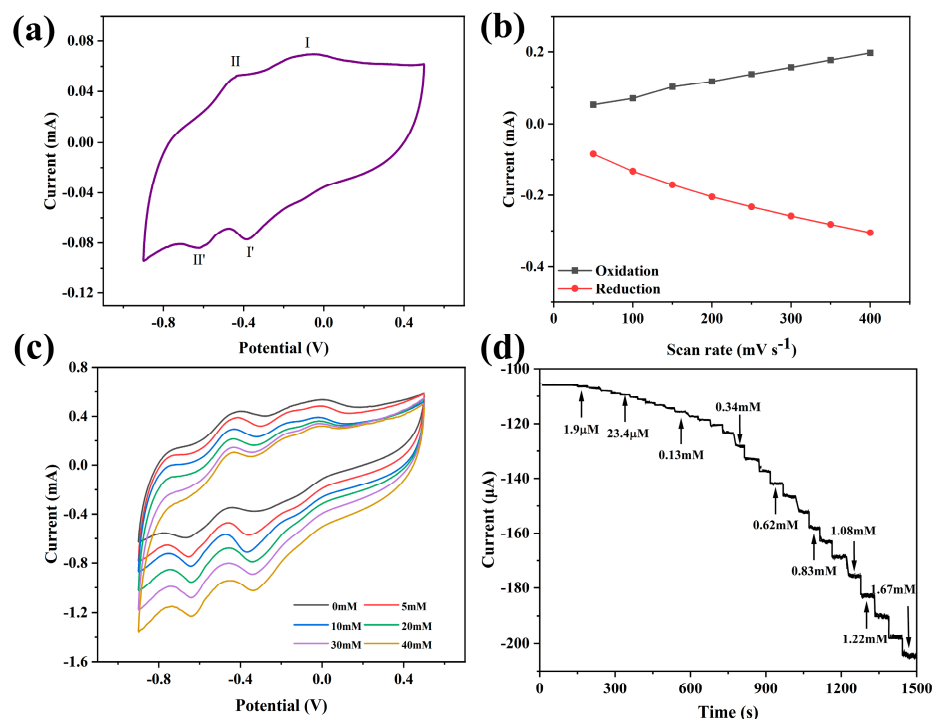 (a)
I
II
II'
I'
0.08
0.04
0.00
-0.04
-0.08
-0.12
Current (mA)
-0.8
-0.4
0.0
0.4
Potential (V)
(b)
0.2
0.0
-0.2
-0.4
Current (mA)
Oxidation
Reduction
100
200
300
400
Scan rate (mV s⁻¹)
(c)
0.8
0.4
0.0
-0.4
-0.8
-1.2
-1.6
Current (mA)
0mM
5mM
10mM
20mM
30mM
40mM
-0.8
-0.4
0.0
0.4
Potential (V)
(d)
-100
-120
-140
-160
-180
-200
Current (μA)
1.9μM
23.4μM
0.13mM
0.34mM
0.62mM
0.83mM
1.08mM
1.22mM
1.67mM
0
300
600
900
1200
1500
Time (s)